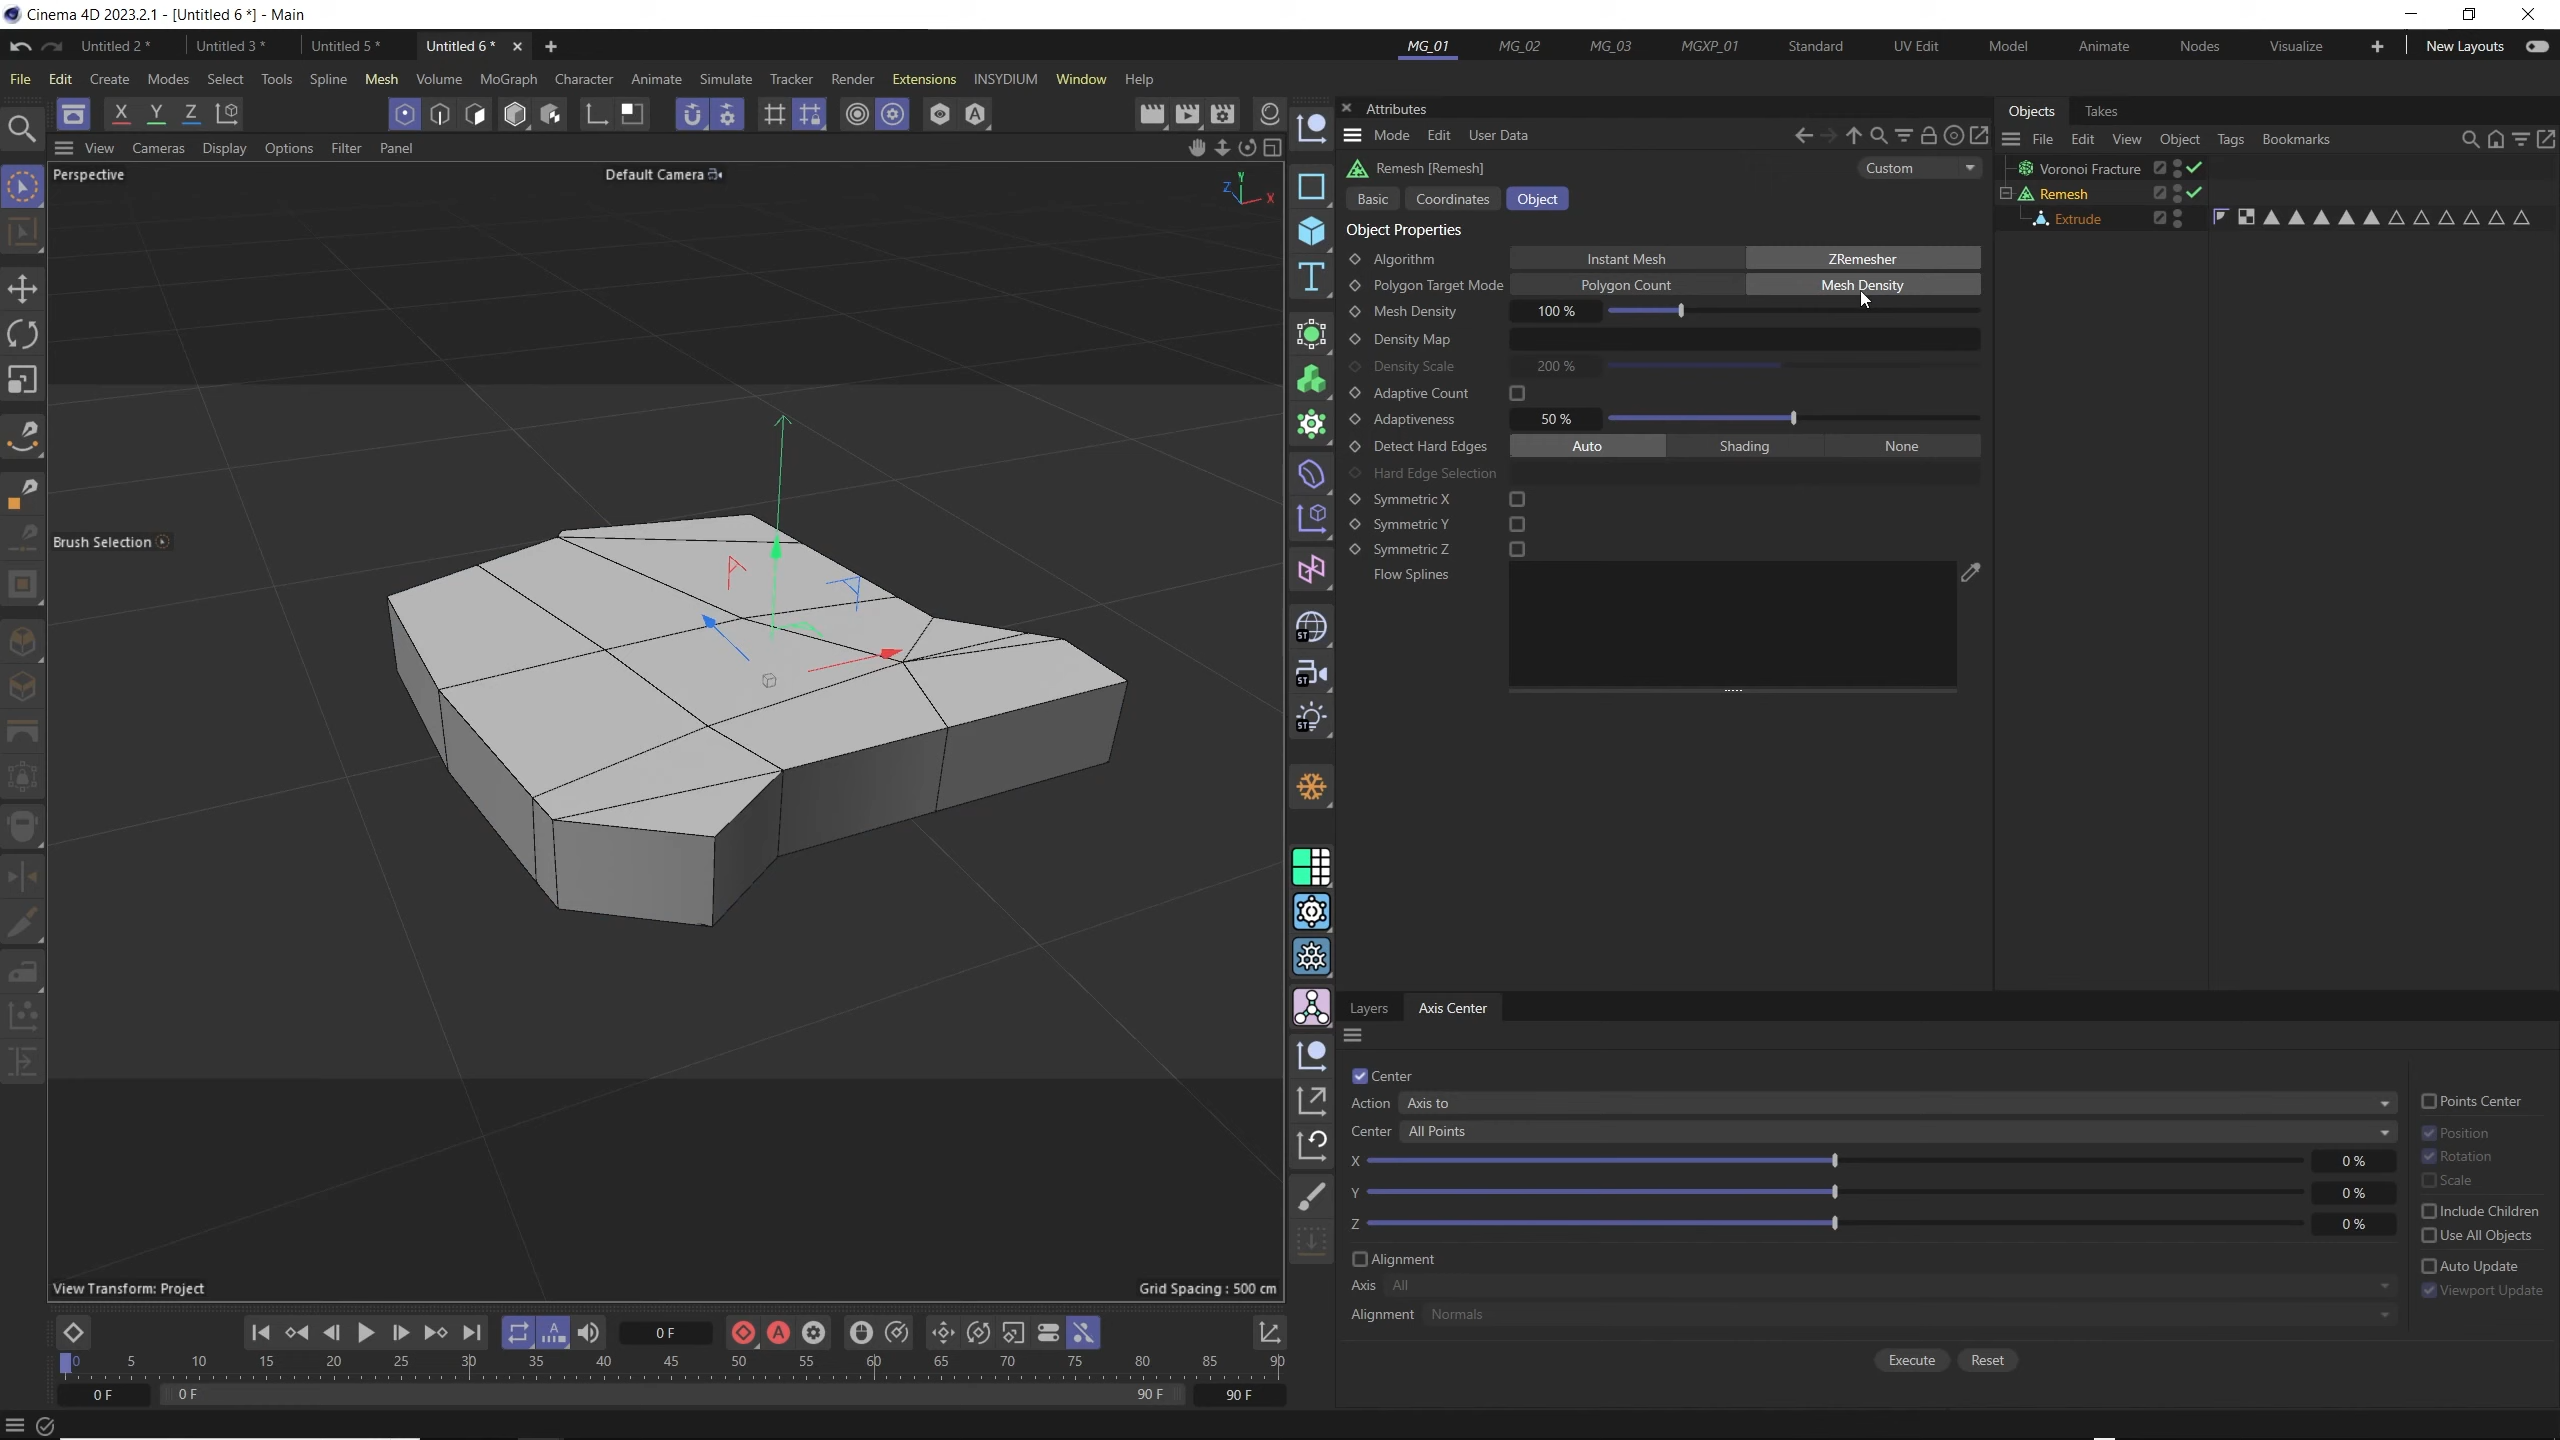 Cinema 4D 2023.2.1 - [Untitled 6 *] - Main
Untitled 2 * Untitled 3 * Untitled 5 * Untitled 6 * MG_01 MG_02 MG_03 MGXP_01 Standard UV Edit Model Animate Nodes Visualize New Layouts
File Edit Create Modes Select Tools Spline Mesh Volume MoGraph Character Animate Simulate Tracker Render Extensions INSYDIUM Window Help
X Y Z
View Cameras Display Options Filter Panel
Perspective
Default Camera
Y
Z
X
Brush Selection
View Transform: Project
Grid Spacing : 500 cm
Attributes
Mode Edit User Data
Remesh [Remesh]
Custom
Basic Coordinates Object
Object Properties
Algorithm Instant Mesh ZRemesher
Polygon Target Mode Polygon Count Mesh Density
Mesh Density 100 %
Density Map
Density Scale 200 %
Adaptive Count
Adaptiveness 50 %
Detect Hard Edges Auto Shading None
Hard Edge Selection
Symmetric X
Symmetric Y
Symmetric Z
Flow Splines
Objects Takes
File Edit View Object Tags Bookmarks
Voronoi Fracture
Remesh
Extrude
ST
ST
ST
Layers Axis Center
Center
Action Axis to
Center All Points
X 0 %
Y 0 %
Z 0 %
Alignment
Axis All
Alignment Normals
Points Center
Position
Rotation
Scale
Include Children
Use All Objects
Auto Update
Viewport Update
Execute Reset
0 F
0 5 10 15 20 25 30 35 40 45 50 55 60 65 70 75 80 85 90
0 F 0 F 90 F 90 F